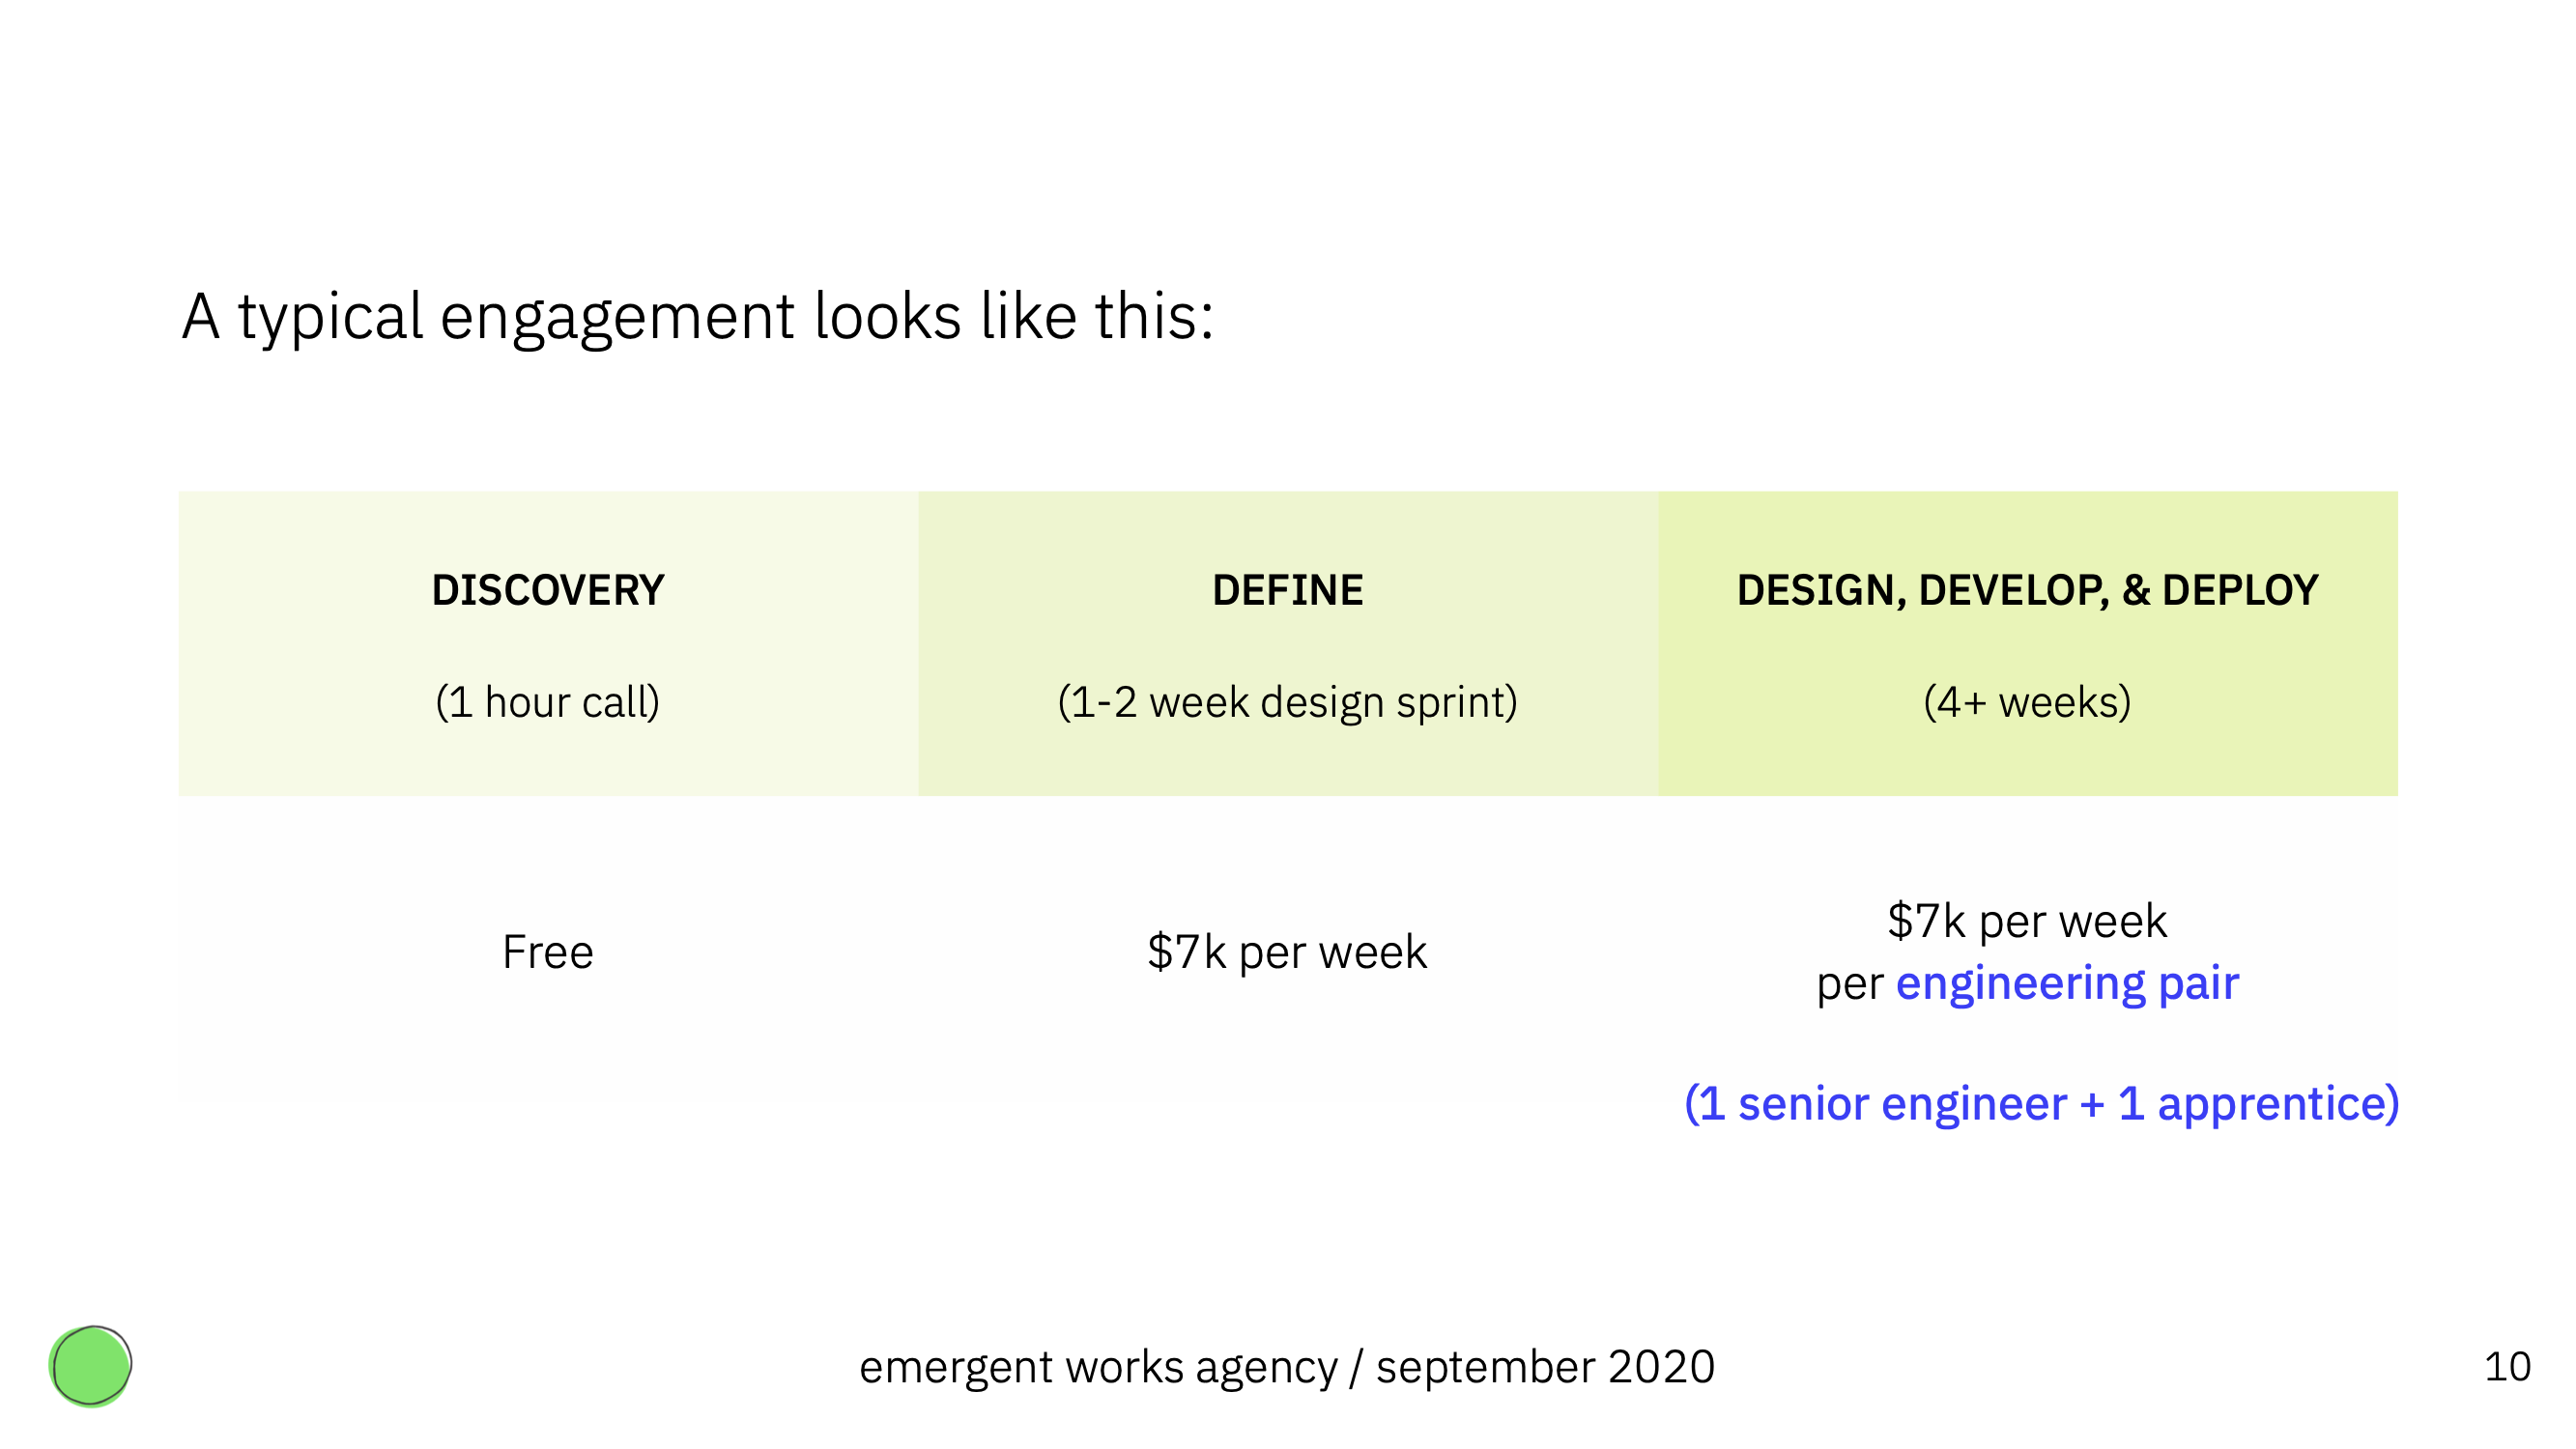 A typical engagement looks like this:
DISCOVERY
(1 hour call)
DEFINE
(1-2 week design sprint)
DESIGN, DEVELOP, & DEPLOY
(4+ weeks)
Free
$7k per week
$7k per week
per engineering pair
(1 senior engineer + 1 apprentice)
emergent works agency / september 2020
10